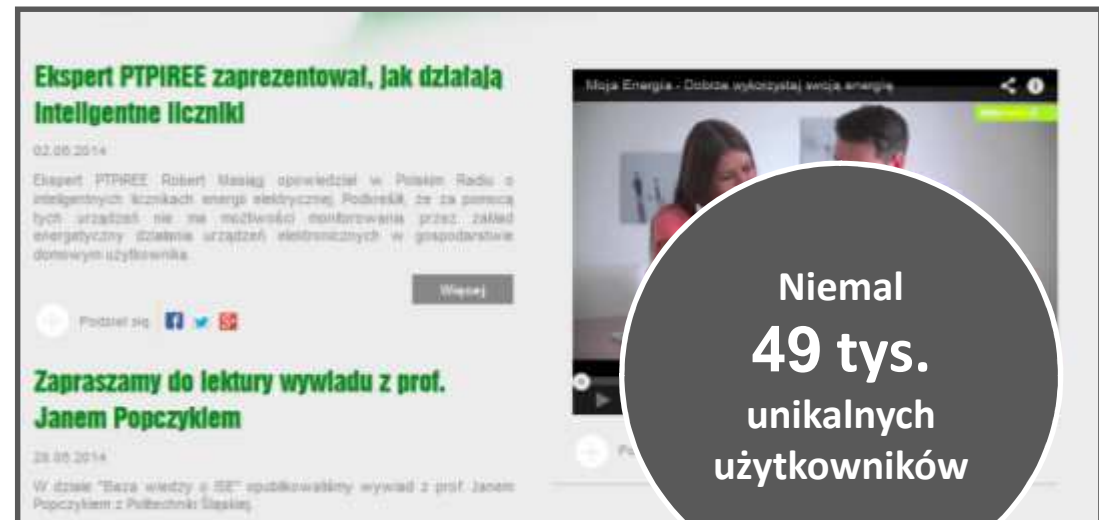 Ekspert PTPIREE zaprezentował, jak działają
inteligentne liczniki
02.06.2014
Ekspert PTPIREE Robert Masiąg opowiedział w Polskim Radiu o
inteligentnych licznikach energii elektrycznej. Podkreślił, że za pomocą
tych urządzeń nie ma możliwości monitorowania przez zakład
energetyczny działania urządzeń elektronicznych w gospodarstwie
domowym użytkownika.
Więcej
Podziel się
Zapraszamy do lektury wywiadu z prof.
Janem Popczykiem
28.05.2014
W dziale "Baza wiedzy o ISE" opublikowaliśmy wywiad z prof. Janem
Popczykiem z Politechniki Śląskiej.
Moja Energia - Dobrze wykorzystaj swoją energię
Niemal
49 tys.
unikalnych
użytkowników